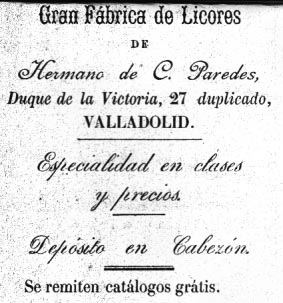 Gran Fábrica de Licores
DE
Hermano de C. Paredes,
Duque de la Victoria, 27 duplicado,
VALLADOLID.
Especialidad en clases
y precios.
Depósito en Cabezón.
Se remiten catálogos grátis.